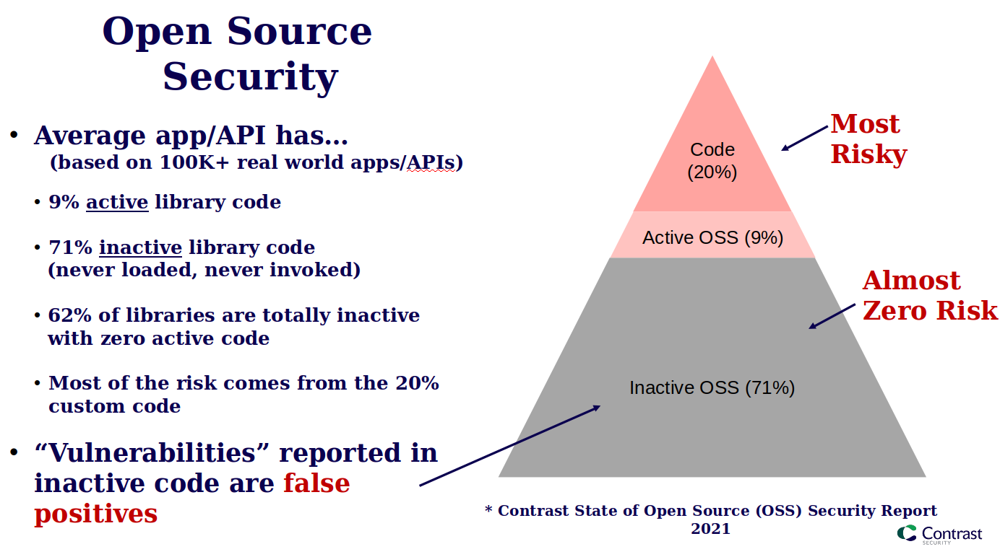 Open Source
Security
• Average app/API has...
(based on 100K+ real world apps/APIs)
• 9% active library code
• 71% inactive library code
(never loaded, never invoked)
• 62% of libraries are totally inactive
with zero active code
• Most of the risk comes from the 20%
custom code
• “Vulnerabilities” reported in
inactive code are false
positives
Code
(20%)
Active OSS (9%)
Inactive OSS (71%)
Most
Risky
Almost
Zero Risk
* Contrast State of Open Source (OSS) Security Report
2021
Contrast
SECURITY